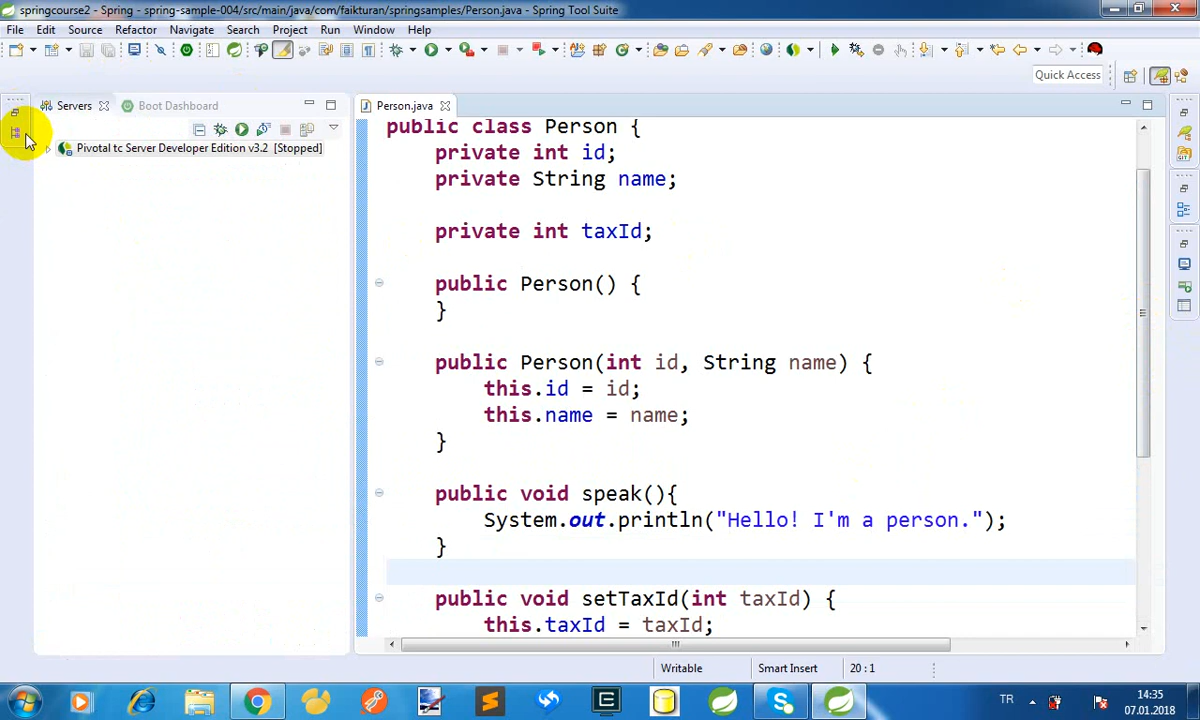 springcourse2 - Spring - spring-sample-004/src/main/java/com/faikturan/springsamples/Person.java - Spring Tool Suite
File Edit Source Refactor Navigate Search Project Run Window Help
Quick Access
Servers Boot Dashboard Person.java
Pivotal tc Server Developer Edition v3.2 [Stopped]
public class Person {
private int id;
private String name;
private int taxId;
public Person() {
}
public Person(int id, String name) {
this.id = id;
this.name = name;
}
public void speak(){
System.out.println("Hello! I'm a person.");
}
public void setTaxId(int taxId) {
this.taxId = taxId;
Writable Smart Insert 20 : 1
TR 14:35
07.01.2018